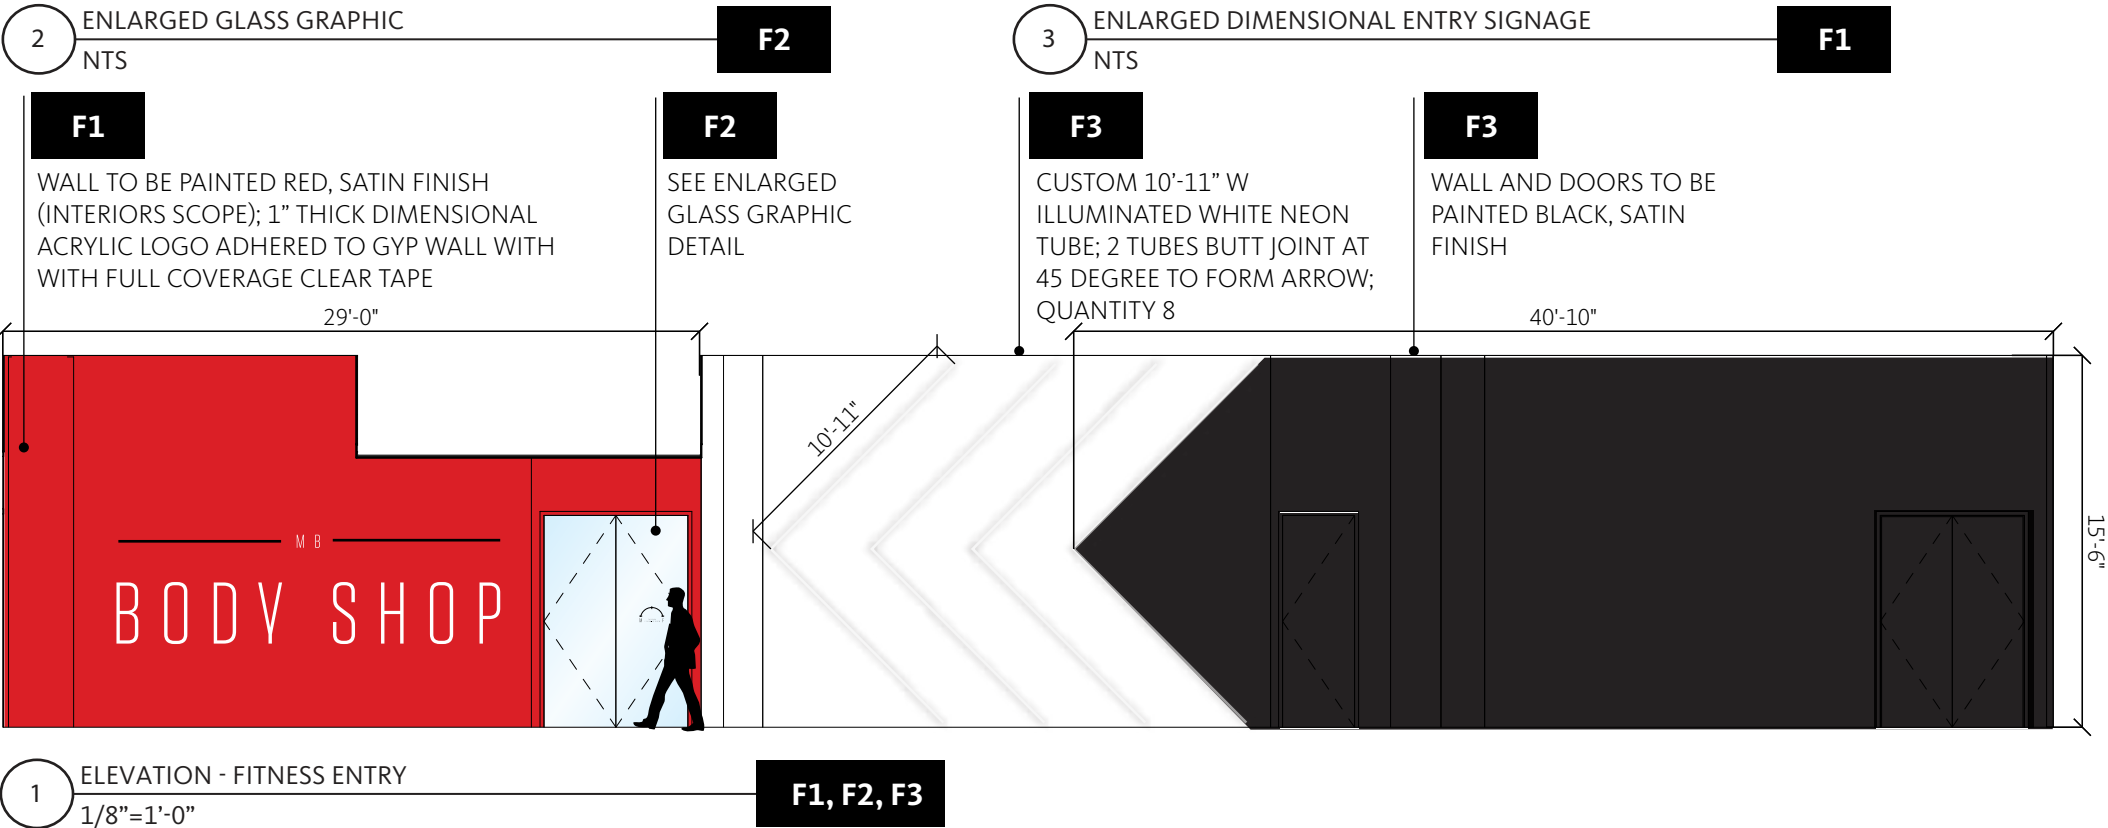 2
ENLARGED GLASS GRAPHIC
NTS
F2
3
ENLARGED DIMENSIONAL ENTRY SIGNAGE
NTS
F1
F1
WALL TO BE PAINTED RED, SATIN FINISH
(INTERIORS SCOPE); 1” THICK DIMENSIONAL
ACRYLIC LOGO ADHERED TO GYP WALL WITH
WITH FULL COVERAGE CLEAR TAPE
F2
SEE ENLARGED
GLASS GRAPHIC
DETAIL
F3
CUSTOM 10’-11” W
ILLUMINATED WHITE NEON
TUBE; 2 TUBES BUTT JOINT AT
45 DEGREE TO FORM ARROW;
QUANTITY 8
F3
WALL AND DOORS TO BE
PAINTED BLACK, SATIN
FINISH
29'-0"
40'-10"
10'-11"
15'-6"
M B
BODY SHOP
1
ELEVATION - FITNESS ENTRY
1/8”=1’-0”
F1, F2, F3